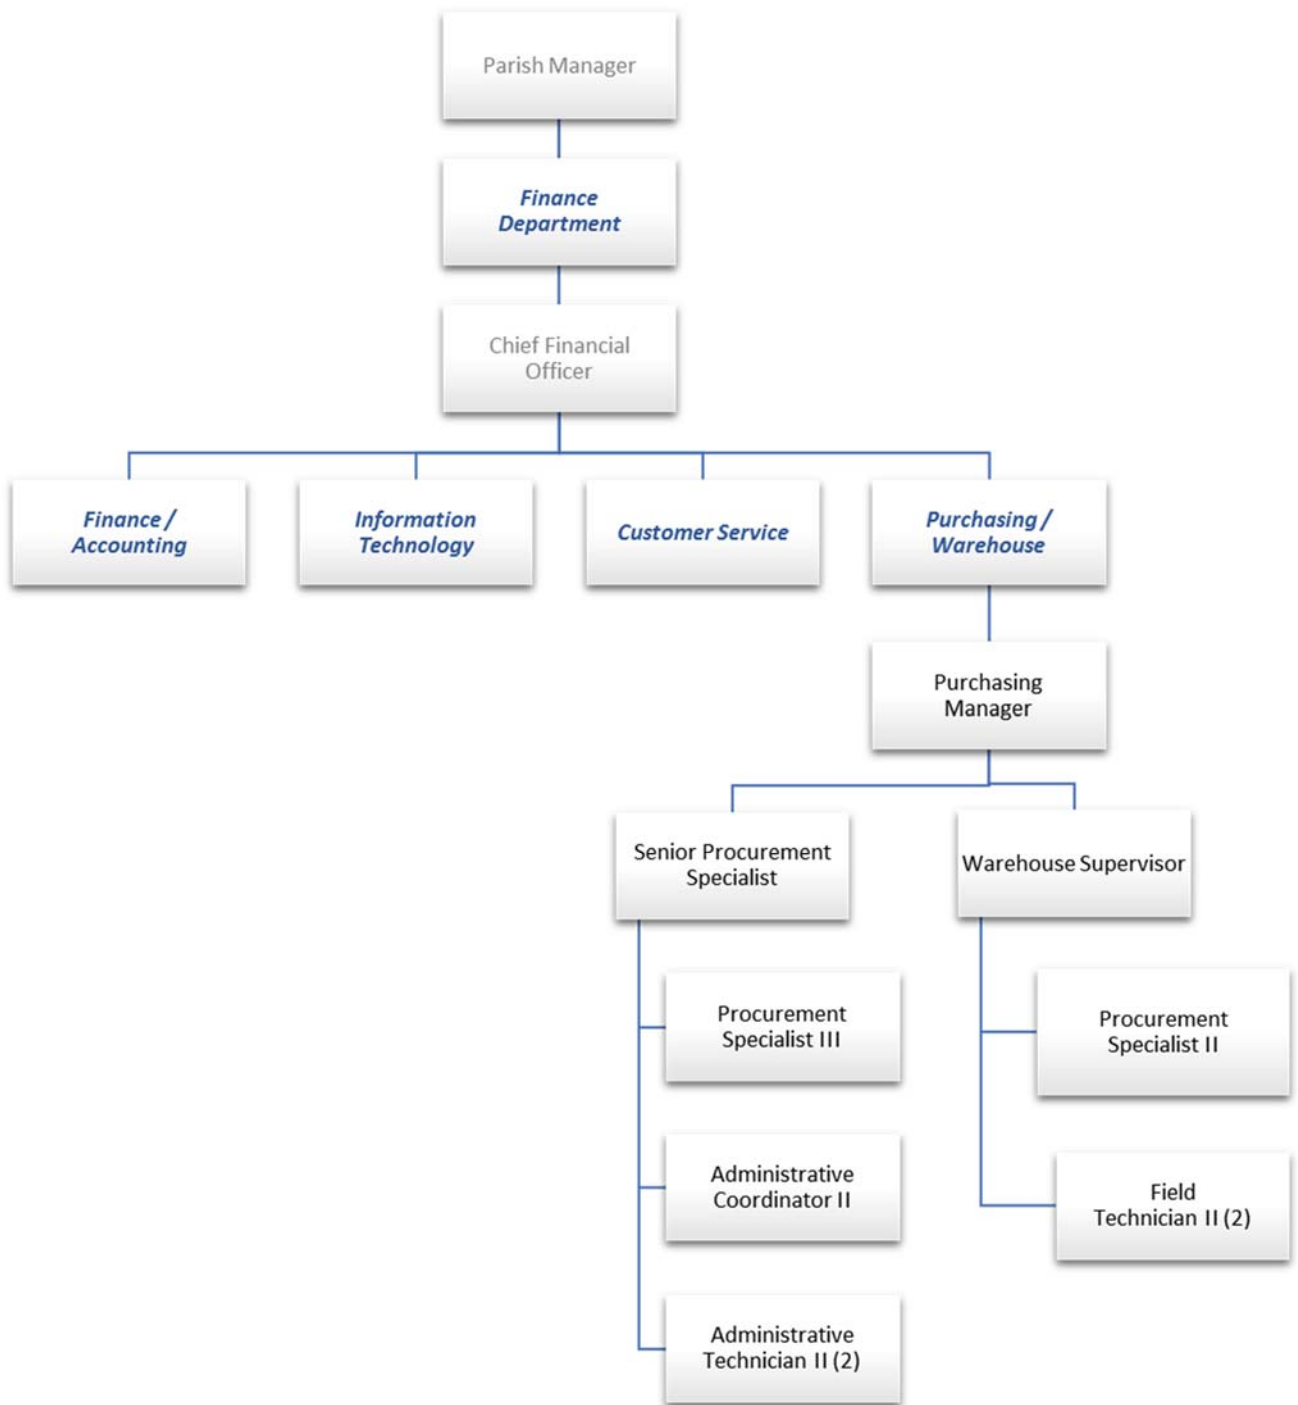 Parish Manager
Finance
Department
Chief Financial
Officer
Finance /
Accounting
Information
Technology
Customer Service
Purchasing /
Warehouse
Purchasing
Manager
Senior Procurement
Specialist
Warehouse Supervisor
Procurement
Specialist III
Procurement
Specialist II
Administrative
Coordinator II
Field
Technician II (2)
Administrative
Technician II (2)